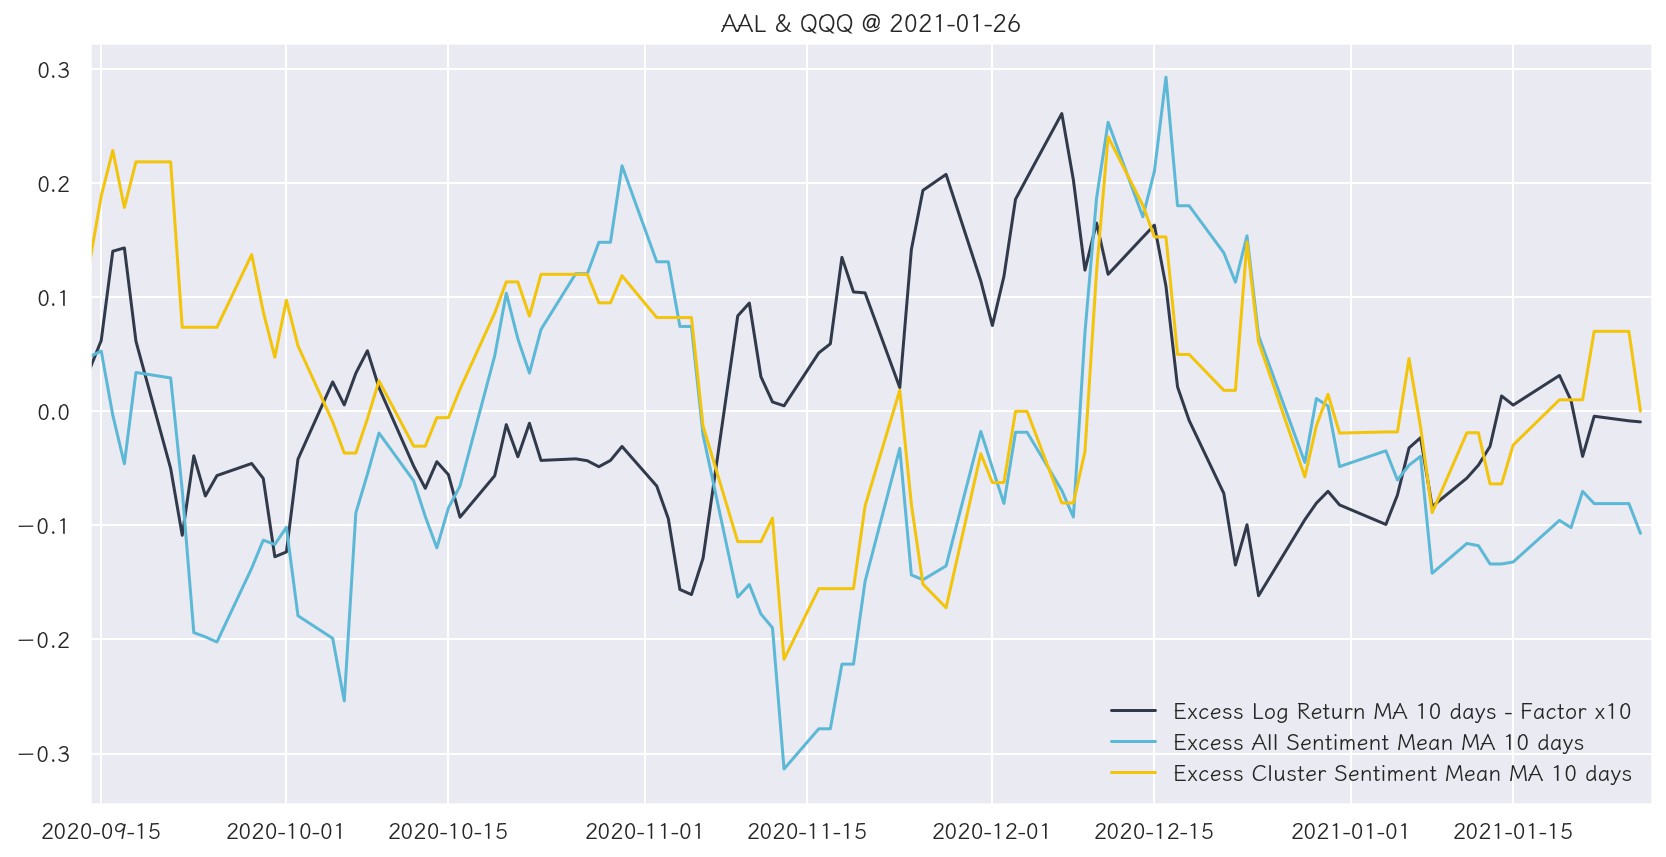 AAL & QQQ @ 2021-01-26
0.3
0.2
0.1
0.0
−0.1
−0.2
−0.3
Excess Log Return MA 10 days - Factor x10
Excess All Sentiment Mean MA 10 days
Excess Cluster Sentiment Mean MA 10 days
2020-09-15 2020-10-01 2020-10-15 2020-11-01 2020-11-15 2020-12-01 2020-12-15 2021-01-01 2021-01-15